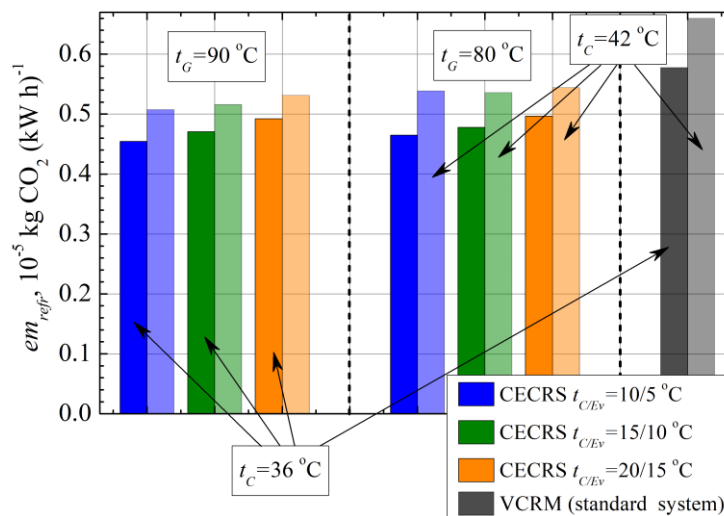 0.6
0.5
0.4
0.3
0.2
0.1
0.0
em_refr, 10^-5 kg CO_2 (kW h)^-1
t_G=90 °C
t_G=80 °C
t_C=42 °C
t_C=36 °C
CECRS t_C/Ev=10/5 °C
CECRS t_C/Ev=15/10 °C
CECRS t_C/Ev=20/15 °C
VCRM (standard system)